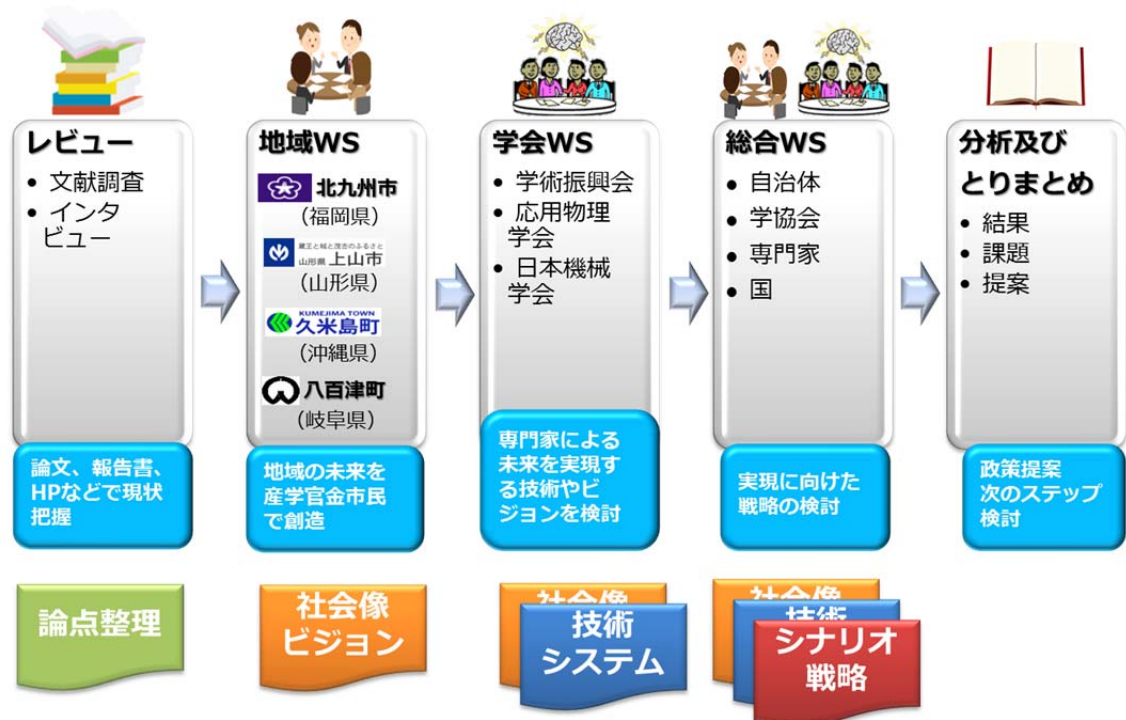 レビュー
• 文献調査
• インタ
ビュー
論文、報告書、
HPなどで現状
把握
論点整理
地域WS
北九州市
(福岡県)
蔵王と城と茂吉のふるさと
山形県 上山市
(山形県)
KUMEJIMA TOWN
久米島町
(沖縄県)
八百津町
(岐阜県)
地域の未来を
産学官金市民
で創造
社会像
ビジョン
学会WS
• 学術振興会
• 応用物理
学会
• 日本機械
学会
専門家による
未来を実現す
る技術やビ
ジョンを検討
社会像
技術
システム
総合WS
• 自治体
• 学協会
• 専門家
• 国
実現に向けた
戦略の検討
社会像
技術
シナリオ
戦略
分析及び
とりまとめ
• 結果
• 課題
• 提案
政策提案
次のステップ
検討